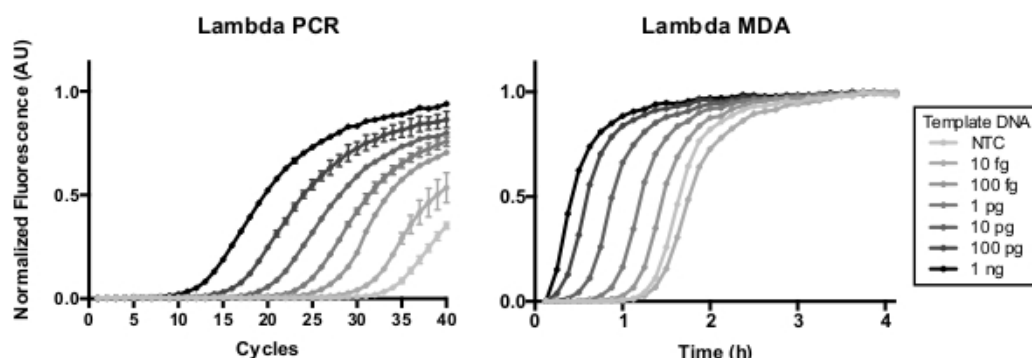 Lambda PCR
Normalized Fluorescence (AU)
1.0
0.5
0.0
0 5 10 15 20 25 30 35 40
Cycles
Lambda MDA
1.0
0.5
0.0
0 1 2 3 4
Time (h)
Template DNA
NTC
10 fg
100 fg
1 pg
10 pg
100 pg
1 ng